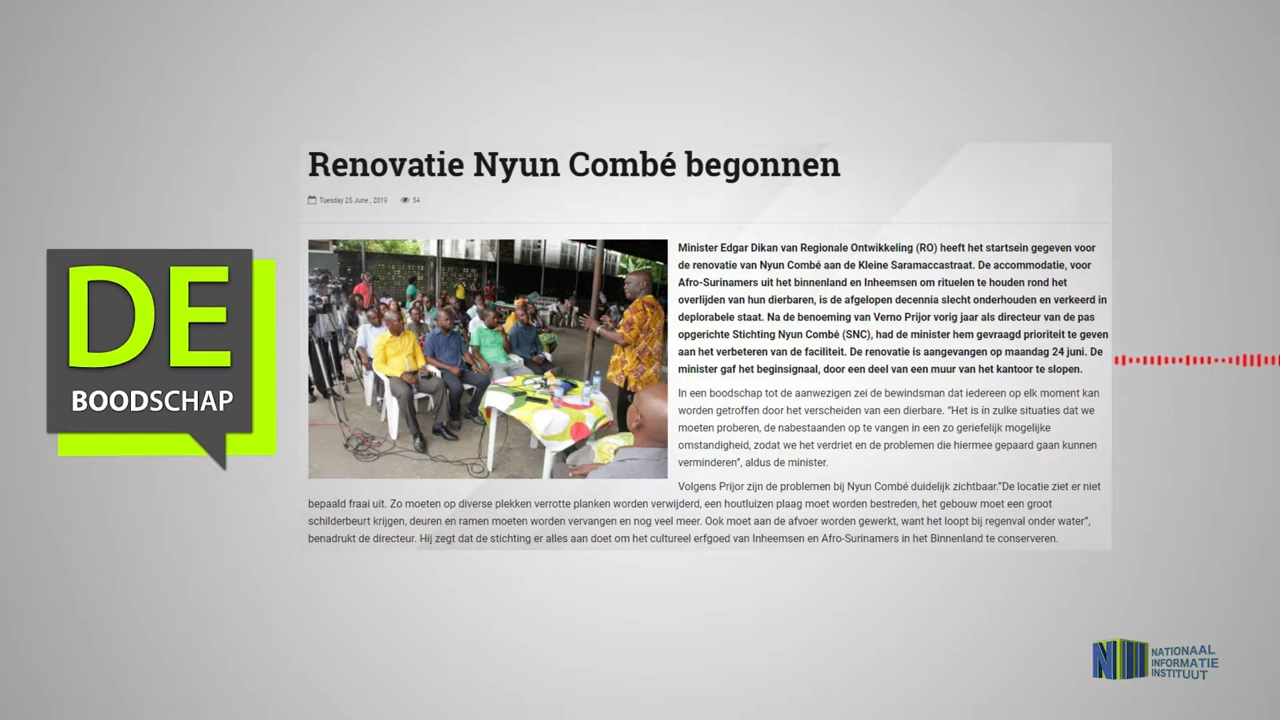 Renovatie Nyun Combé begonnen
Tuesday 25 June , 2019 54
DE
BOODSCHAP
Minister Edgar Dikan van Regionale Ontwikkeling (RO) heeft het startsein gegeven voor
de renovatie van Nyun Combé aan de Kleine Saramaccastraat. De accommodatie, voor
Afro-Surinamers uit het binnenland en Inheemsen om rituelen te houden rond het
overlijden van hun dierbaren, is de afgelopen decennia slecht onderhouden en verkeerd in
deplorabele staat. Na de benoeming van Verno Prijor vorig jaar als directeur van de pas
opgerichte Stichting Nyun Combé (SNC), had de minister hem gevraagd prioriteit te geven
aan het verbeteren van de faciliteit. De renovatie is aangevangen op maandag 24 juni. De
minister gaf het beginsignaal, door een deel van een muur van het kantoor te slopen.
In een boodschap tot de aanwezigen zei de bewindsman dat iedereen op elk moment kan
worden getroffen door het verscheiden van een dierbare. “Het is in zulke situaties dat we
moeten proberen, de nabestaanden op te vangen in een zo geriefelijk mogelijke
omstandigheid, zodat we het verdriet en de problemen die hiermee gepaard gaan kunnen
verminderen”, aldus de minister.
Volgens Prijor zijn de problemen bij Nyun Combé duidelijk zichtbaar.”De locatie ziet er niet
bepaald fraai uit. Zo moeten op diverse plekken verrotte planken worden verwijderd, een houtluizen plaag moet worden bestreden, het gebouw moet een groot
schilderbeurt krijgen, deuren en ramen moeten worden vervangen en nog veel meer. Ook moet aan de afvoer worden gewerkt, want het loopt bij regenval onder water”,
benadrukt de directeur. Hij zegt dat de stichting er alles aan doet om het cultureel erfgoed van Inheemsen en Afro-Surinamers in het Binnenland te conserveren.
NATIONAAL
INFORMATIE
INSTITUUT